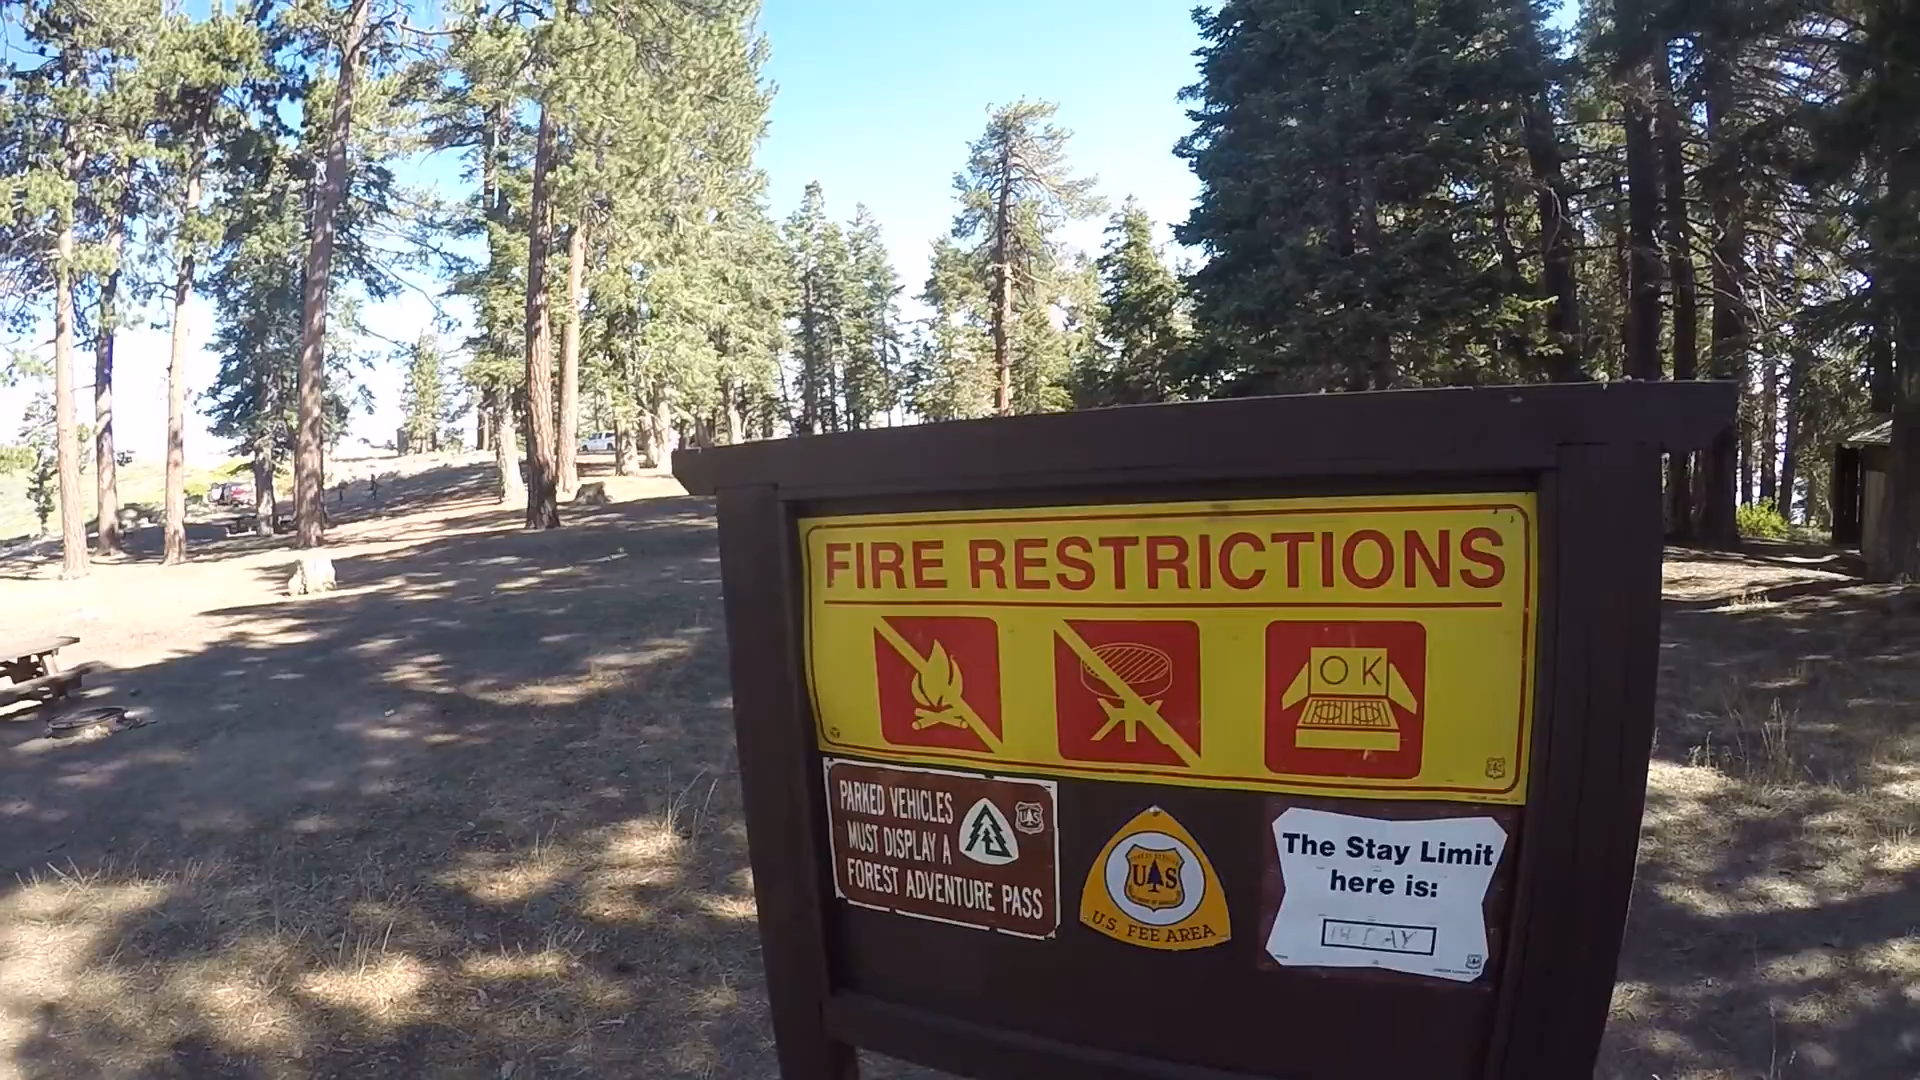 FIRE RESTRICTIONS
OK
PARKED VEHICLES
MUST DISPLAY A
FOREST ADVENTURE PASS
UAS
U.S. FEE AREA
The Stay Limit
here is:
14 DAY